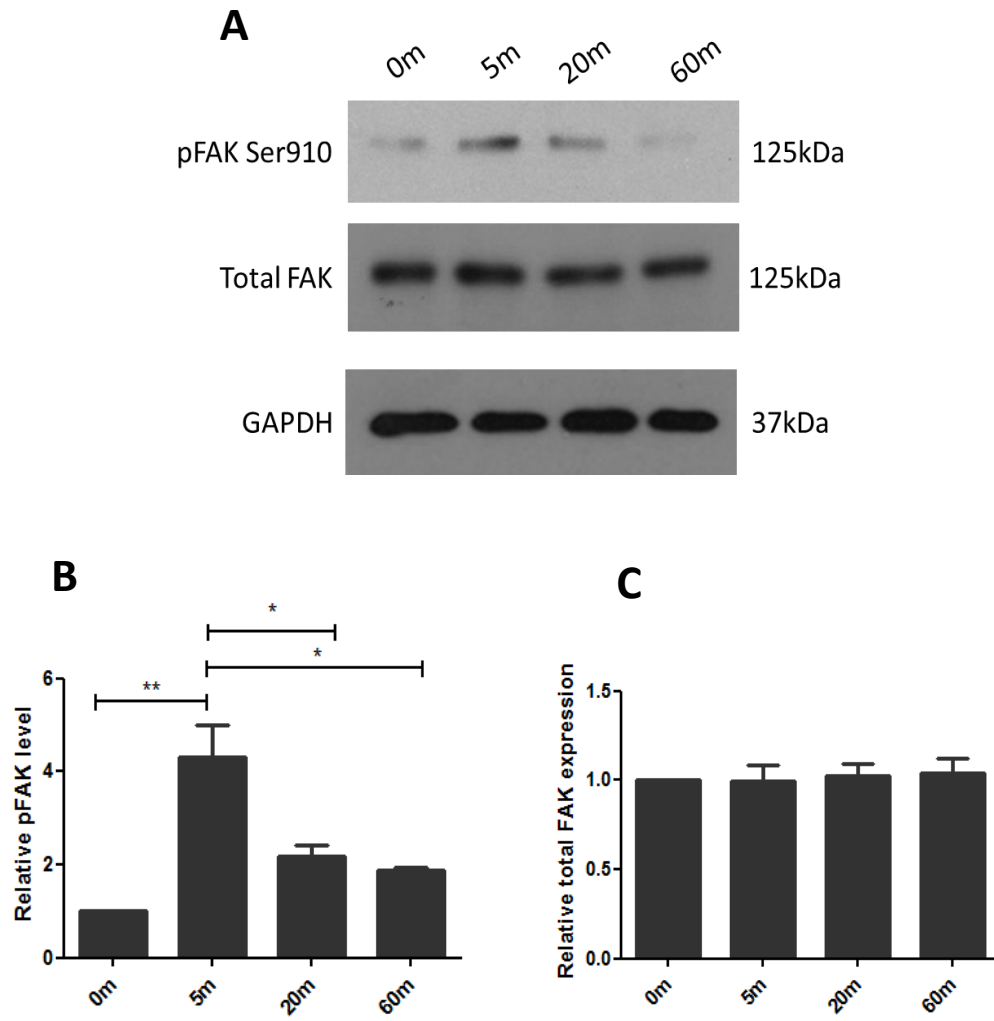 A
0m 5m 20m 60m
pFAK Ser910 125kDa
Total FAK 125kDa
GAPDH 37kDa
B
*
*
**
Relative pFAK level
6
4
2
0
0m 5m 20m 60m
C
Relative total FAK expression
1.5
1.0
0.5
0.0
0m 5m 20m 60m